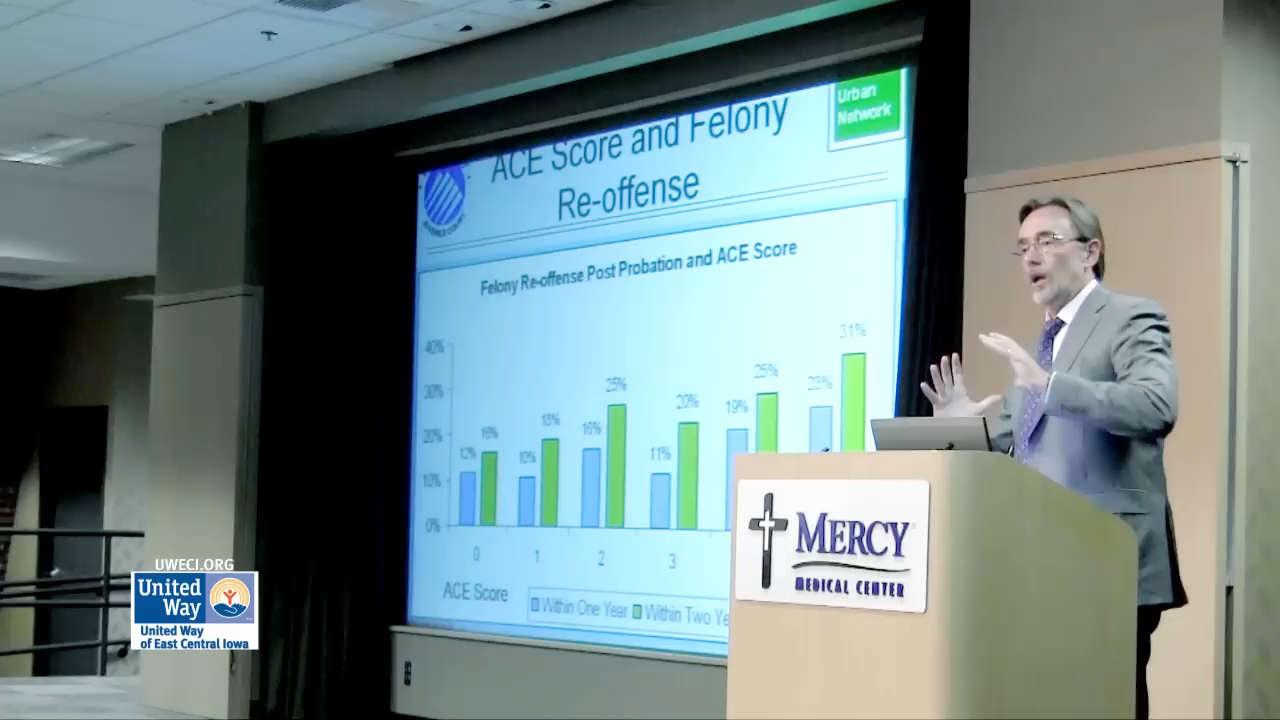 Urban
Network
ACE Score and Felony
Re-offense
Felony Re-offense Post Probation and ACE Score
40%
30%
20%
10%
0%
12%
16%
10%
18%
16%
25%
11%
20%
19%
25%
23%
31%
0
1
2
3
ACE Score
Within One Year
Within Two Ye
MERCY
MEDICAL CENTER
UWECI.ORG
United
Way
United Way
of East Central Iowa